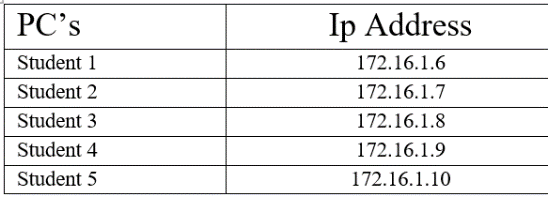 PC’s Ip Address
Student 1 172.16.1.6
Student 2 172.16.1.7
Student 3 172.16.1.8
Student 4 172.16.1.9
Student 5 172.16.1.10